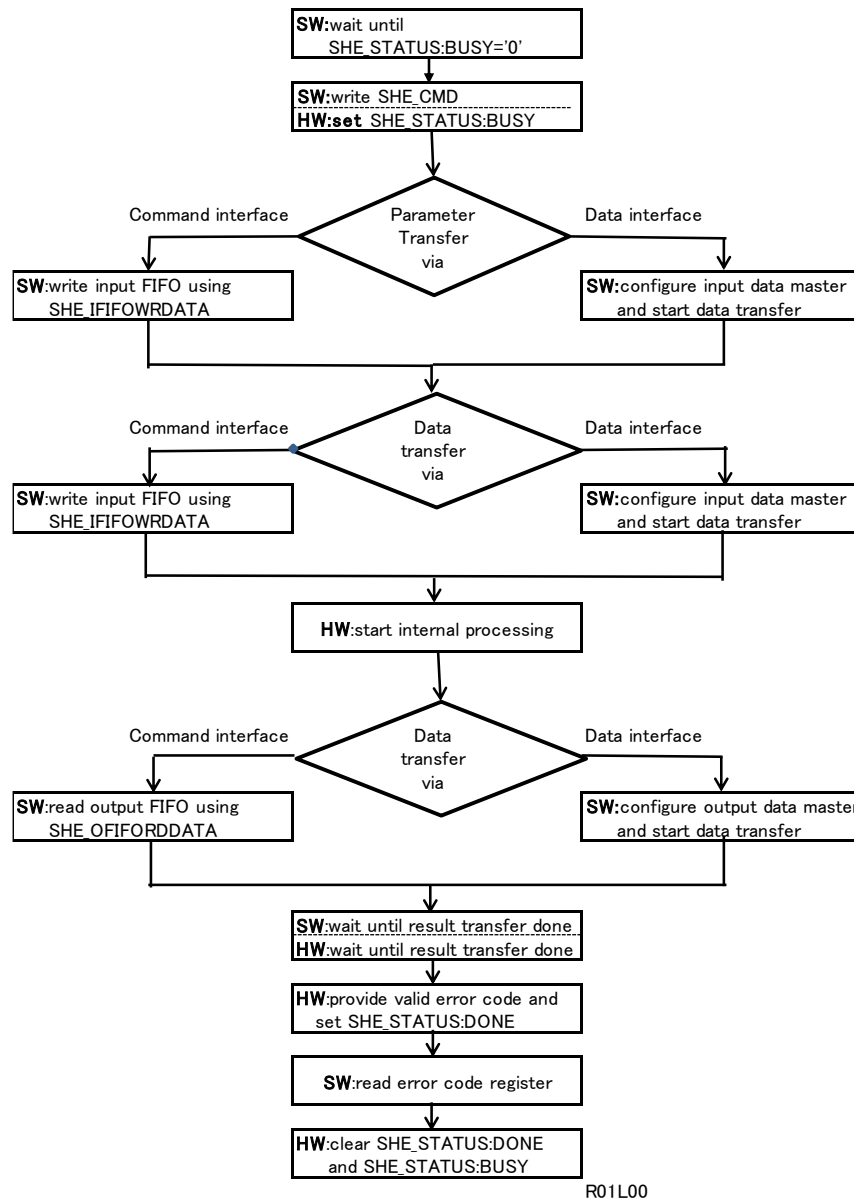 SW:wait until
SHE_STATUS:BUSY='0'
SW:write SHE_CMD
HW:set SHE_STATUS:BUSY
Command interface
Parameter
Transfer
via
Data interface
SW:write input FIFO using
SHE_IFIFOWRDATA
SW:configure input data master
and start data transfer
Command interface
Data
transfer
via
Data interface
SW:write input FIFO using
SHE_IFIFOWRDATA
SW:configure input data master
and start data transfer
HW:start internal processing
Command interface
Data
transfer
via
Data interface
SW:read output FIFO using
SHE_OFIFORDDATA
SW:configure output data master
and start data transfer
SW:wait until result transfer done
HW:wait until result transfer done
HW:provide valid error code and
set SHE_STATUS:DONE
SW:read error code register
HW:clear SHE_STATUS:DONE
and SHE_STATUS:BUSY
R01L00